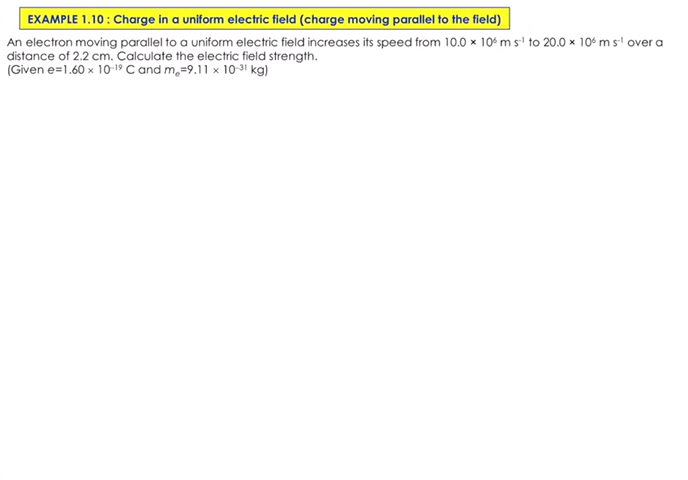 EXAMPLE 1.10 : Charge in a uniform electric field (charge moving parallel to the field)
An electron moving parallel to a uniform electric field increases its speed from 10.0 × 10⁶ m s⁻¹ to 20.0 × 10⁶ m s⁻¹ over a
distance of 2.2 cm. Calculate the electric field strength.
(Given e=1.60 × 10⁻¹⁹ C and mₑ=9.11 × 10⁻³¹ kg)